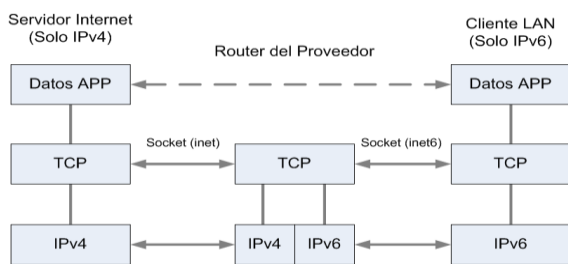 Servidor Internet
(Solo IPv4)
Router del Proveedor
Cliente LAN
(Solo IPv6)
Datos APP
Datos APP
Socket (inet)
Socket (inet6)
TCP
TCP
TCP
IPv4
IPv4
IPv6
IPv6